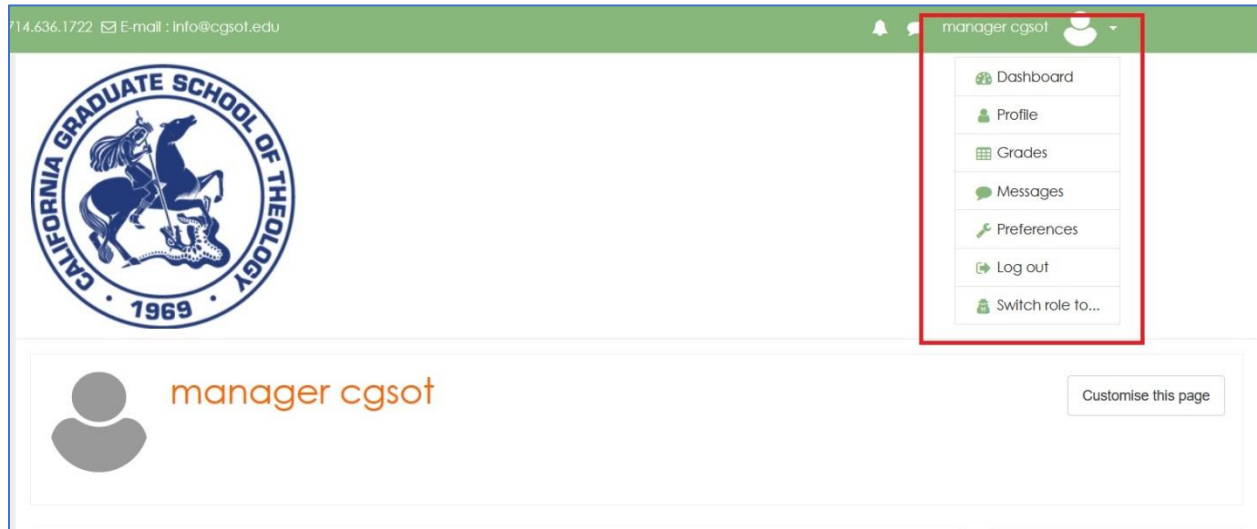 714.636.1722 E-mail : info@cgsot.edu
manager cgsot
Dashboard
Profile
Grades
Messages
Preferences
Log out
Switch role to...
CALIFORNIA GRADUATE SCHOOL OF THEOLOGY
· 1969 ·
manager cgsot
Customise this page